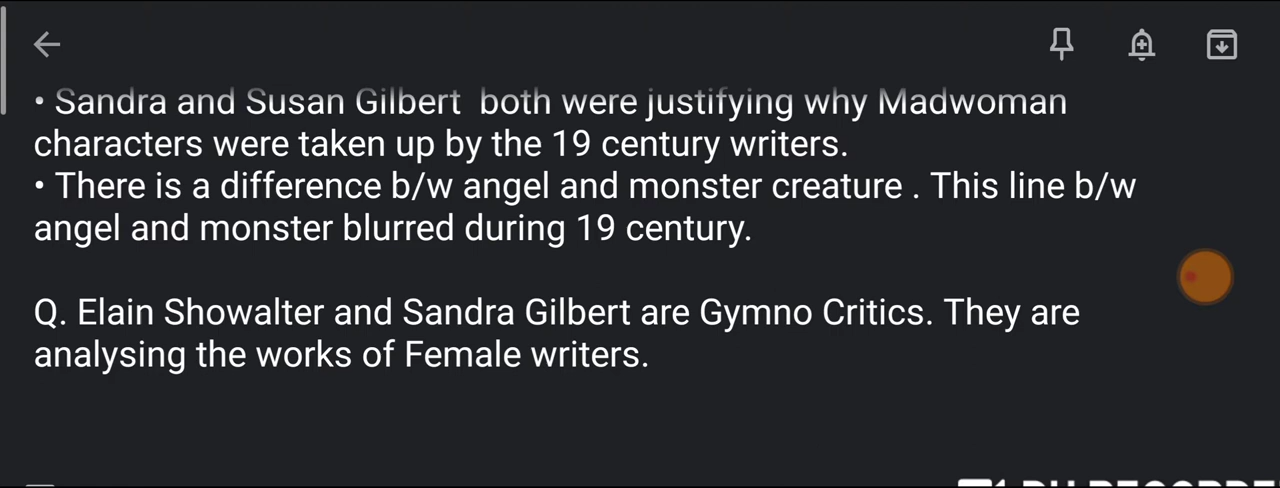 • Sandra and Susan Gilbert both were justifying why Madwoman
characters were taken up by the 19 century writers.
• There is a difference b/w angel and monster creature . This line b/w
angel and monster blurred during 19 century.
Q. Elain Showalter and Sandra Gilbert are Gymno Critics. They are
analysing the works of Female writers.